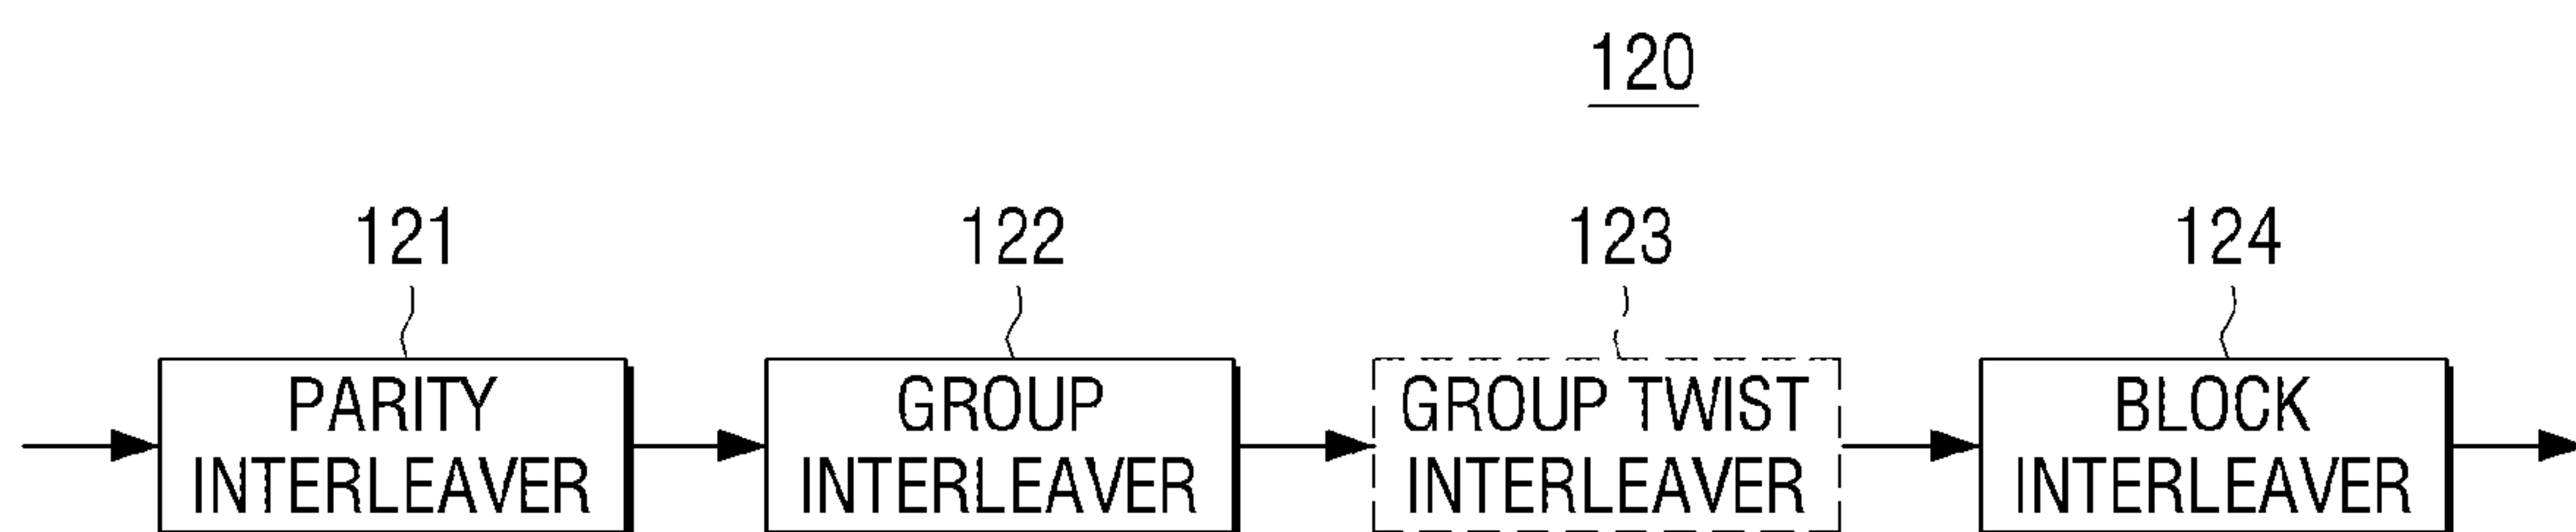 120
121
122
123
124
PARITY
INTERLEAVER
GROUP
INTERLEAVER
GROUP TWIST
INTERLEAVER
BLOCK
INTERLEAVER